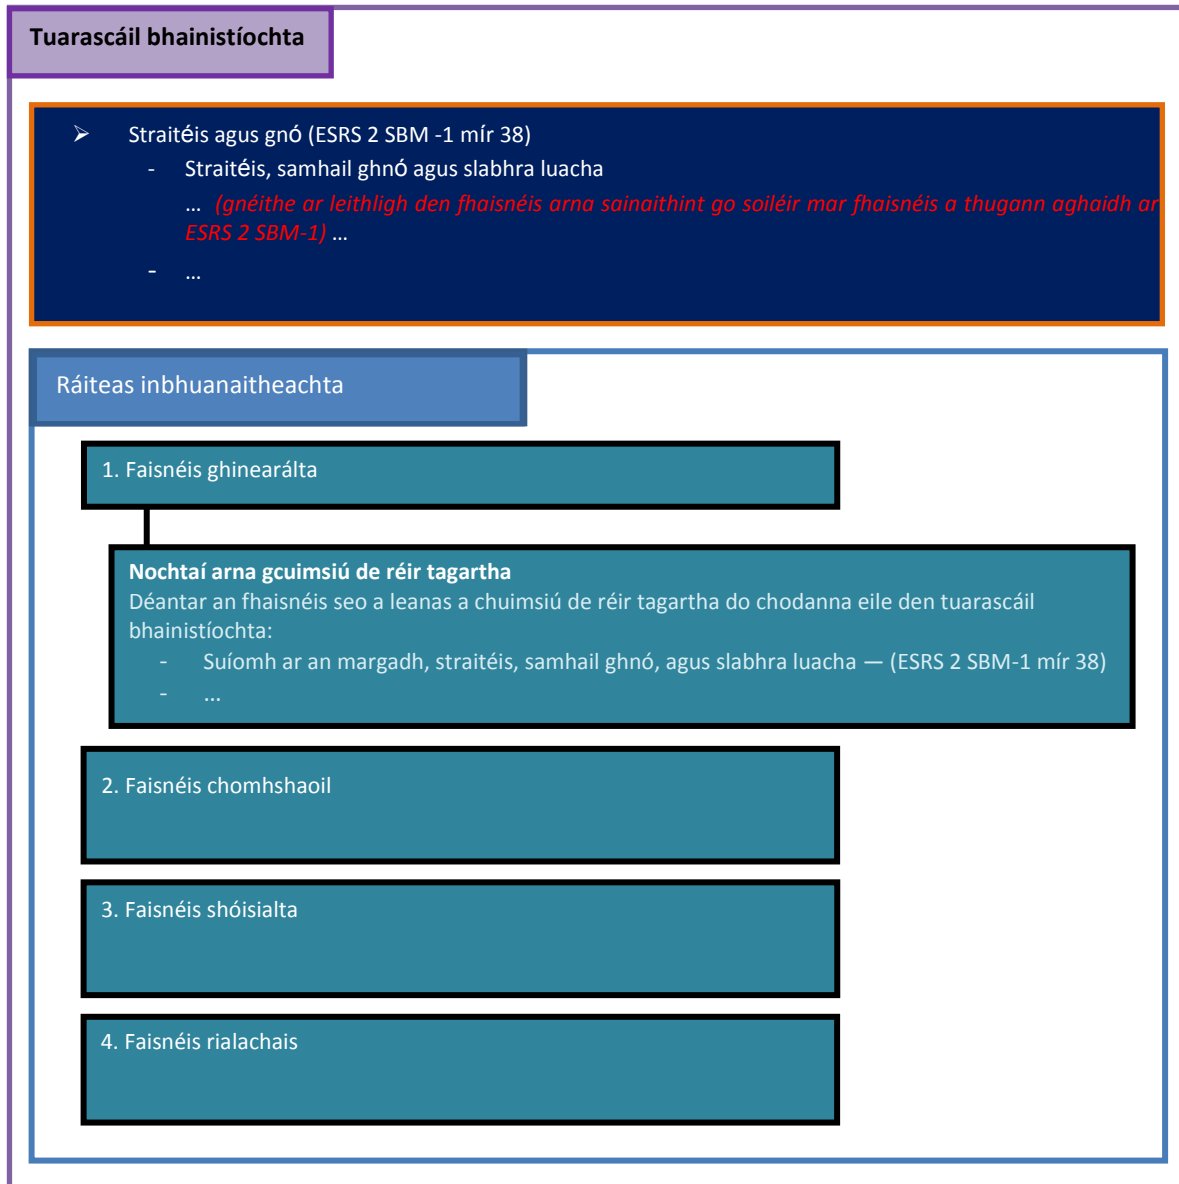 Tuarascáil bhainistíochta
➢ Straitéis agus gnó (ESRS 2 SBM -1 mír 38)
- Straitéis, samhail ghnó agus slabhra luacha
... (gnéithe ar leithligh den fhaisnéis arna sainaithint go soiléir mar fhaisnéis a thugann aghaidh ar
ESRS 2 SBM-1) ...
- ...
Ráiteas inbhuanaitheachta
1. Faisnéis ghinearálta
Nochtaí arna gcuimsiú de réir tagartha
Déantar an fhaisnéis seo a leanas a chuimsiú de réir tagartha do chodanna eile den tuarascáil
bhainistíochta:
- Suíomh ar an margadh, straitéis, samhail ghnó, agus slabhra luacha — (ESRS 2 SBM-1 mír 38)
- ...
2. Faisnéis chomhshaoil
3. Faisnéis shóisialta
4. Faisnéis rialachais